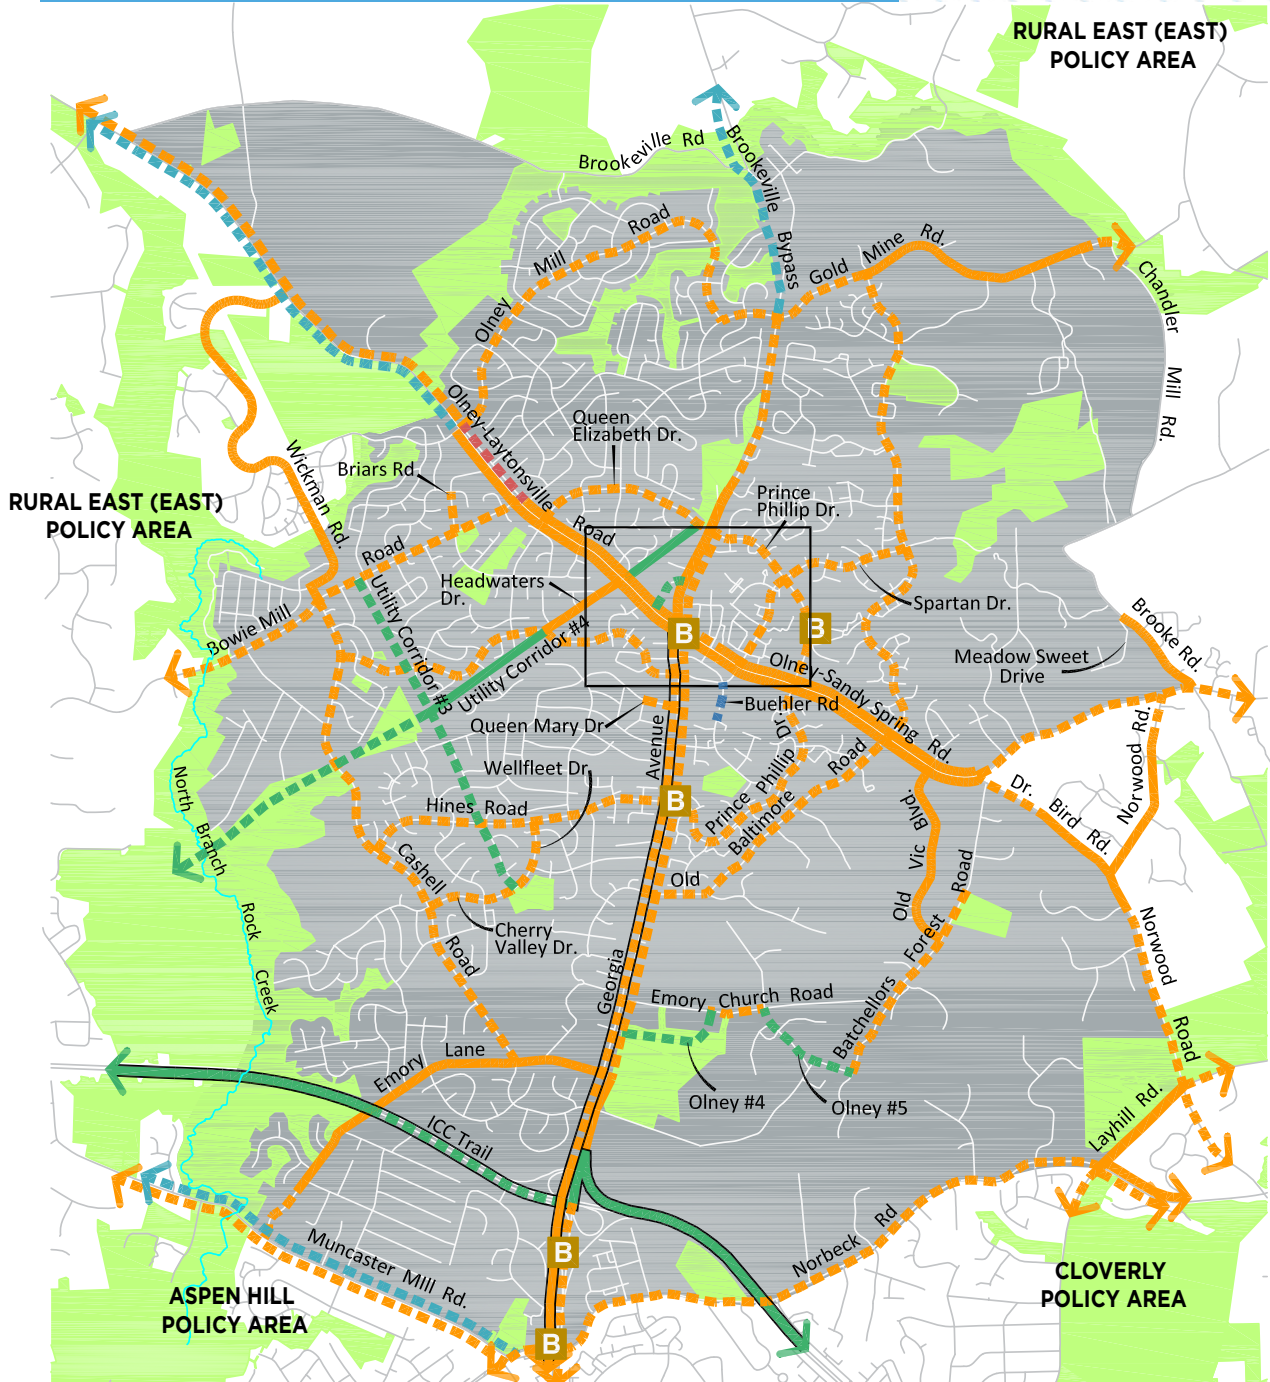 RURAL EAST (EAST)
POLICY AREA
Brookeville Rd
Brookeville
Bypass
Olney Mill Road
Gold Mine Rd.
Chandler
Mill Rd.
Olney-Laytonsville
Road
Queen
Elizabeth Dr.
Briars Rd
Wickman Rd.
RURAL EAST (EAST)
POLICY AREA
Prince
Phillip Dr.
Road
Bowie Mill
Headwaters
Dr.
Utility Corridor #3
Utility Corridor #4
B
B
Spartan Dr.
Brooke Rd.
Meadow Sweet
Drive
Olney-Sandy Spring Rd.
Buehler Rd
Queen Mary Dr
Avenue
Prince Phillip Dr.
Norwood Rd.
Wellfleet Dr
Hines Road
B
Baltimore Road
Old
Dr. Bird Rd.
North Branch
Rock Creek
Cashell
Road
Cherry
Valley Dr.
Old Vic Blvd.
Batchellors Forest Road
Norwood
Road
Georgia
Emory Church Road
Emory Lane
Olney #4
Olney #5
ICC Trail
Layhill Rd.
Norbeck Rd
Muncaster MIll Rd.
B
B
ASPEN HILL
POLICY AREA
CLOVERLY
POLICY AREA